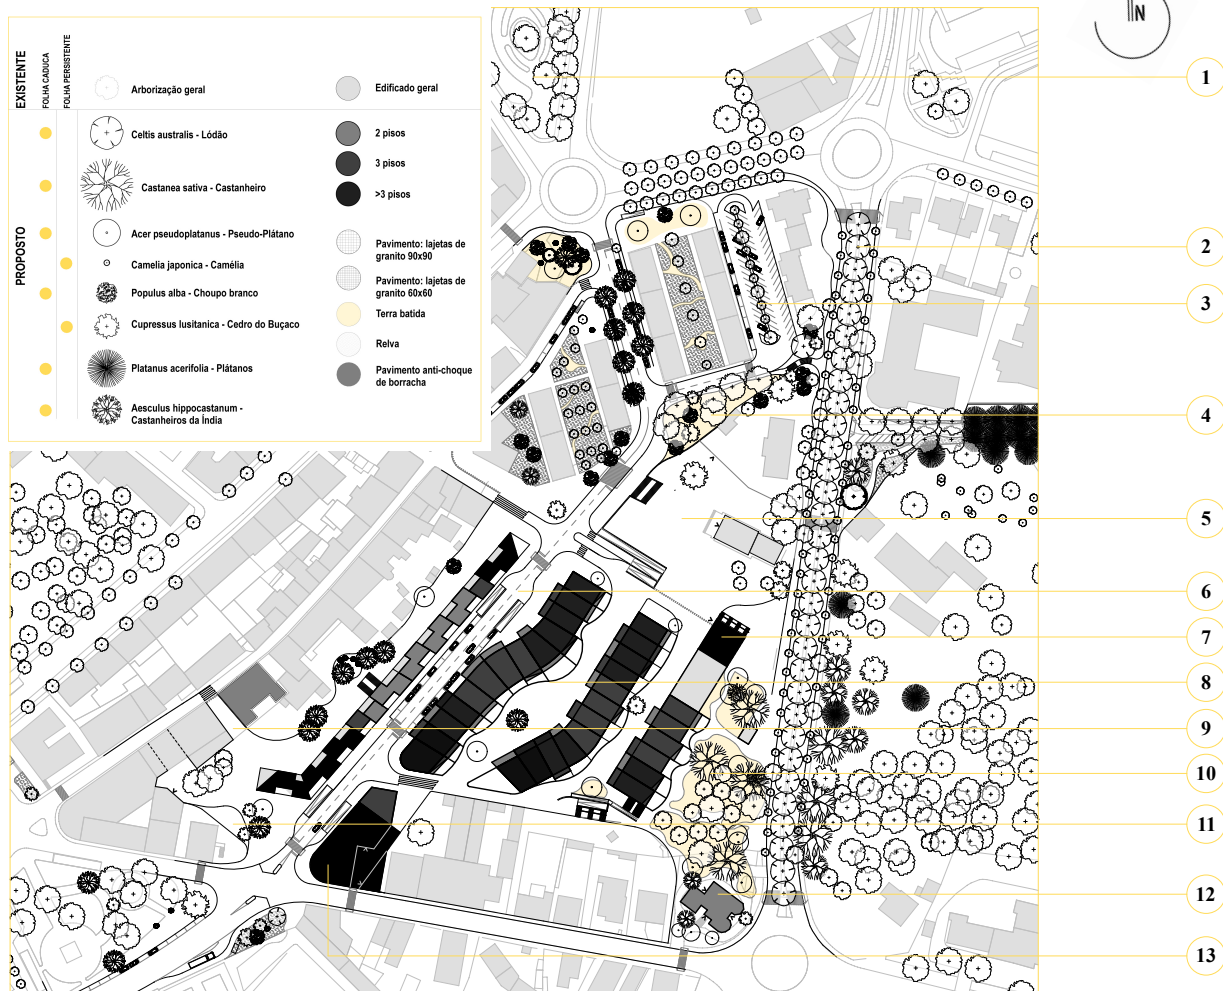 EXISTENTE
FOLHA CADUCA
FOLHA PERSISTENTE
Arborização geral
Edificado geral
PROPOSTO
Celtis australis - Lódão
Castanea sativa - Castanheiro
Acer pseudoplatanus - Pseudo-Plátano
Camelia japonica - Camélia
Populus alba - Choupo branco
Cupressus lusitanica - Cedro do Buçaco
Platanus acerifolia - Plátanos
Aesculus hippocastanum -
Castanheiros da Índia
2 pisos
3 pisos
>3 pisos
Pavimento: lajetas de
granito 90x90
Pavimento: lajetas de
granito 60x60
Terra batida
Relva
Pavimento anti-choque
de borracha
N
1
2
3
4
5
6
7
8
9
10
11
12
13